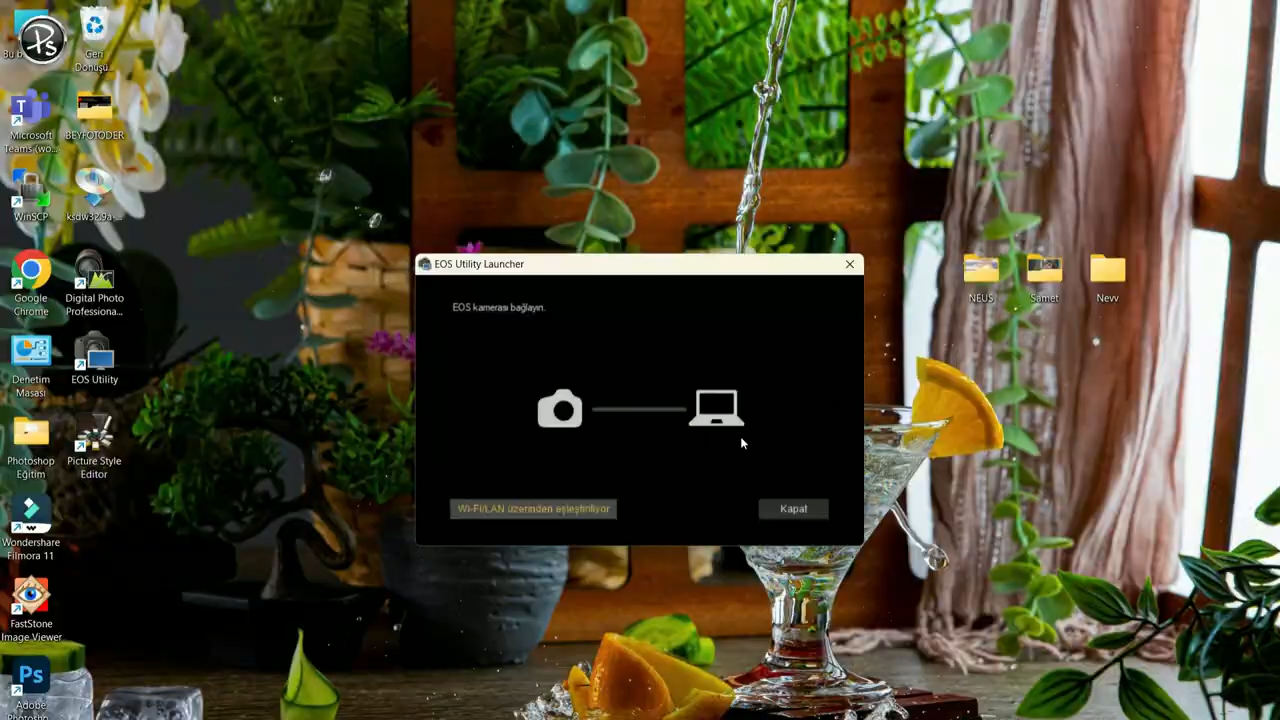 Bu b
Ps
Geri
Dönüşü...
Microsoft
Teams (wo...
BEYFOTODER
WinSCP
ksdw32.9a-...
Google
Chrome
Digital Photo
Professiona...
Denetim
Masası
EOS Utility
Photoshop
Eğitim
Picture Style
Editor
Wondershare
Filmora 11
FastStone
Image Viewer
Ps
Adobe
Photosho...
EOS Utility Launcher
EOS kamerası bağlayın.
Wi-Fi/LAN üzerinden eşleştiriliyor
Kapat
NEUS
Samet
Nevv